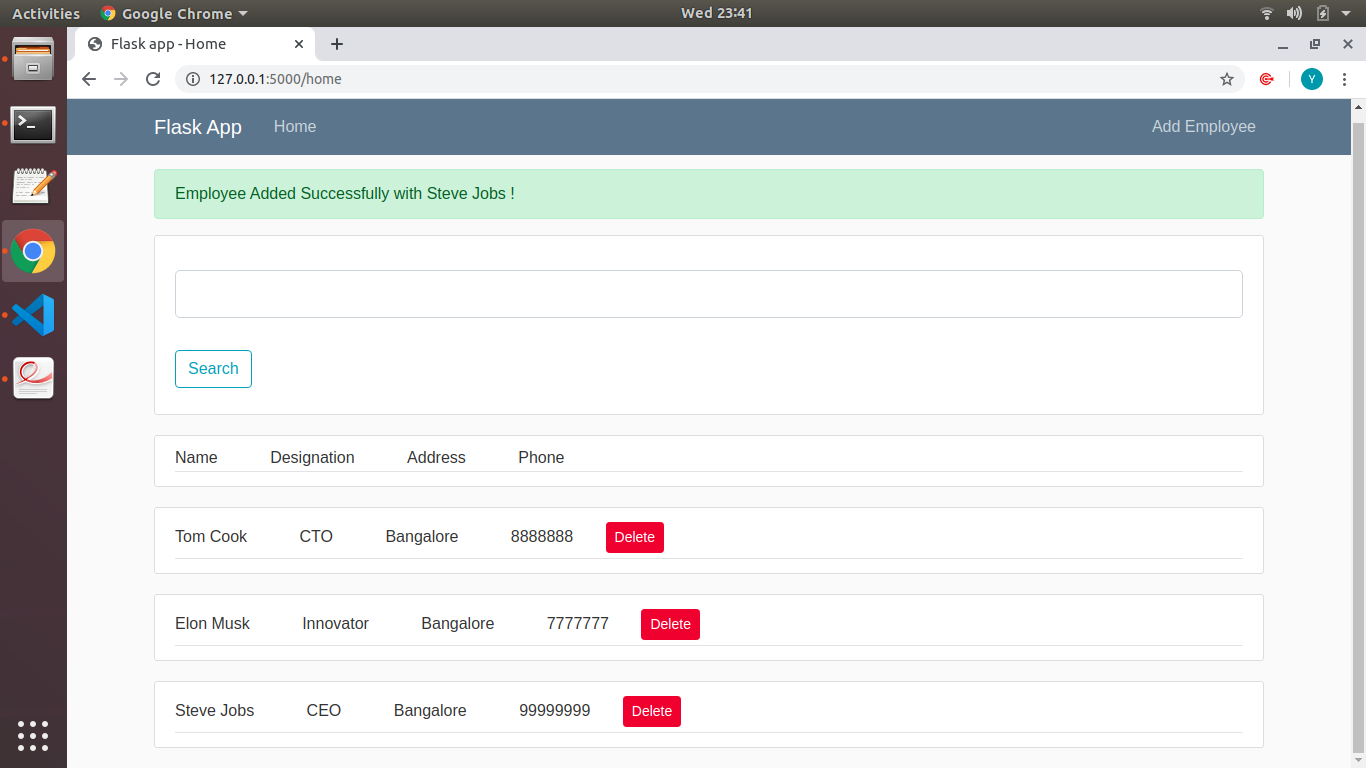 Activities Google Chrome Wed 23:41
Flask app - Home
127.0.0.1:5000/home Y
Flask App Home Add Employee
Employee Added Successfully with Steve Jobs !
Search
Name Designation Address Phone
Tom Cook CTO Bangalore 8888888 Delete
Elon Musk Innovator Bangalore 7777777 Delete
Steve Jobs CEO Bangalore 99999999 Delete